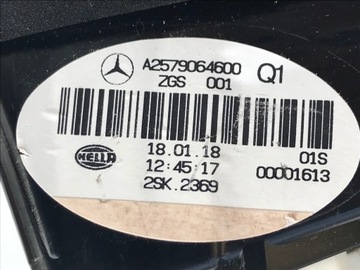 A2579064600 Q1
ZGS 001
18.01.18 01S
HELLA 12:45:17 00001613
2SK.2369